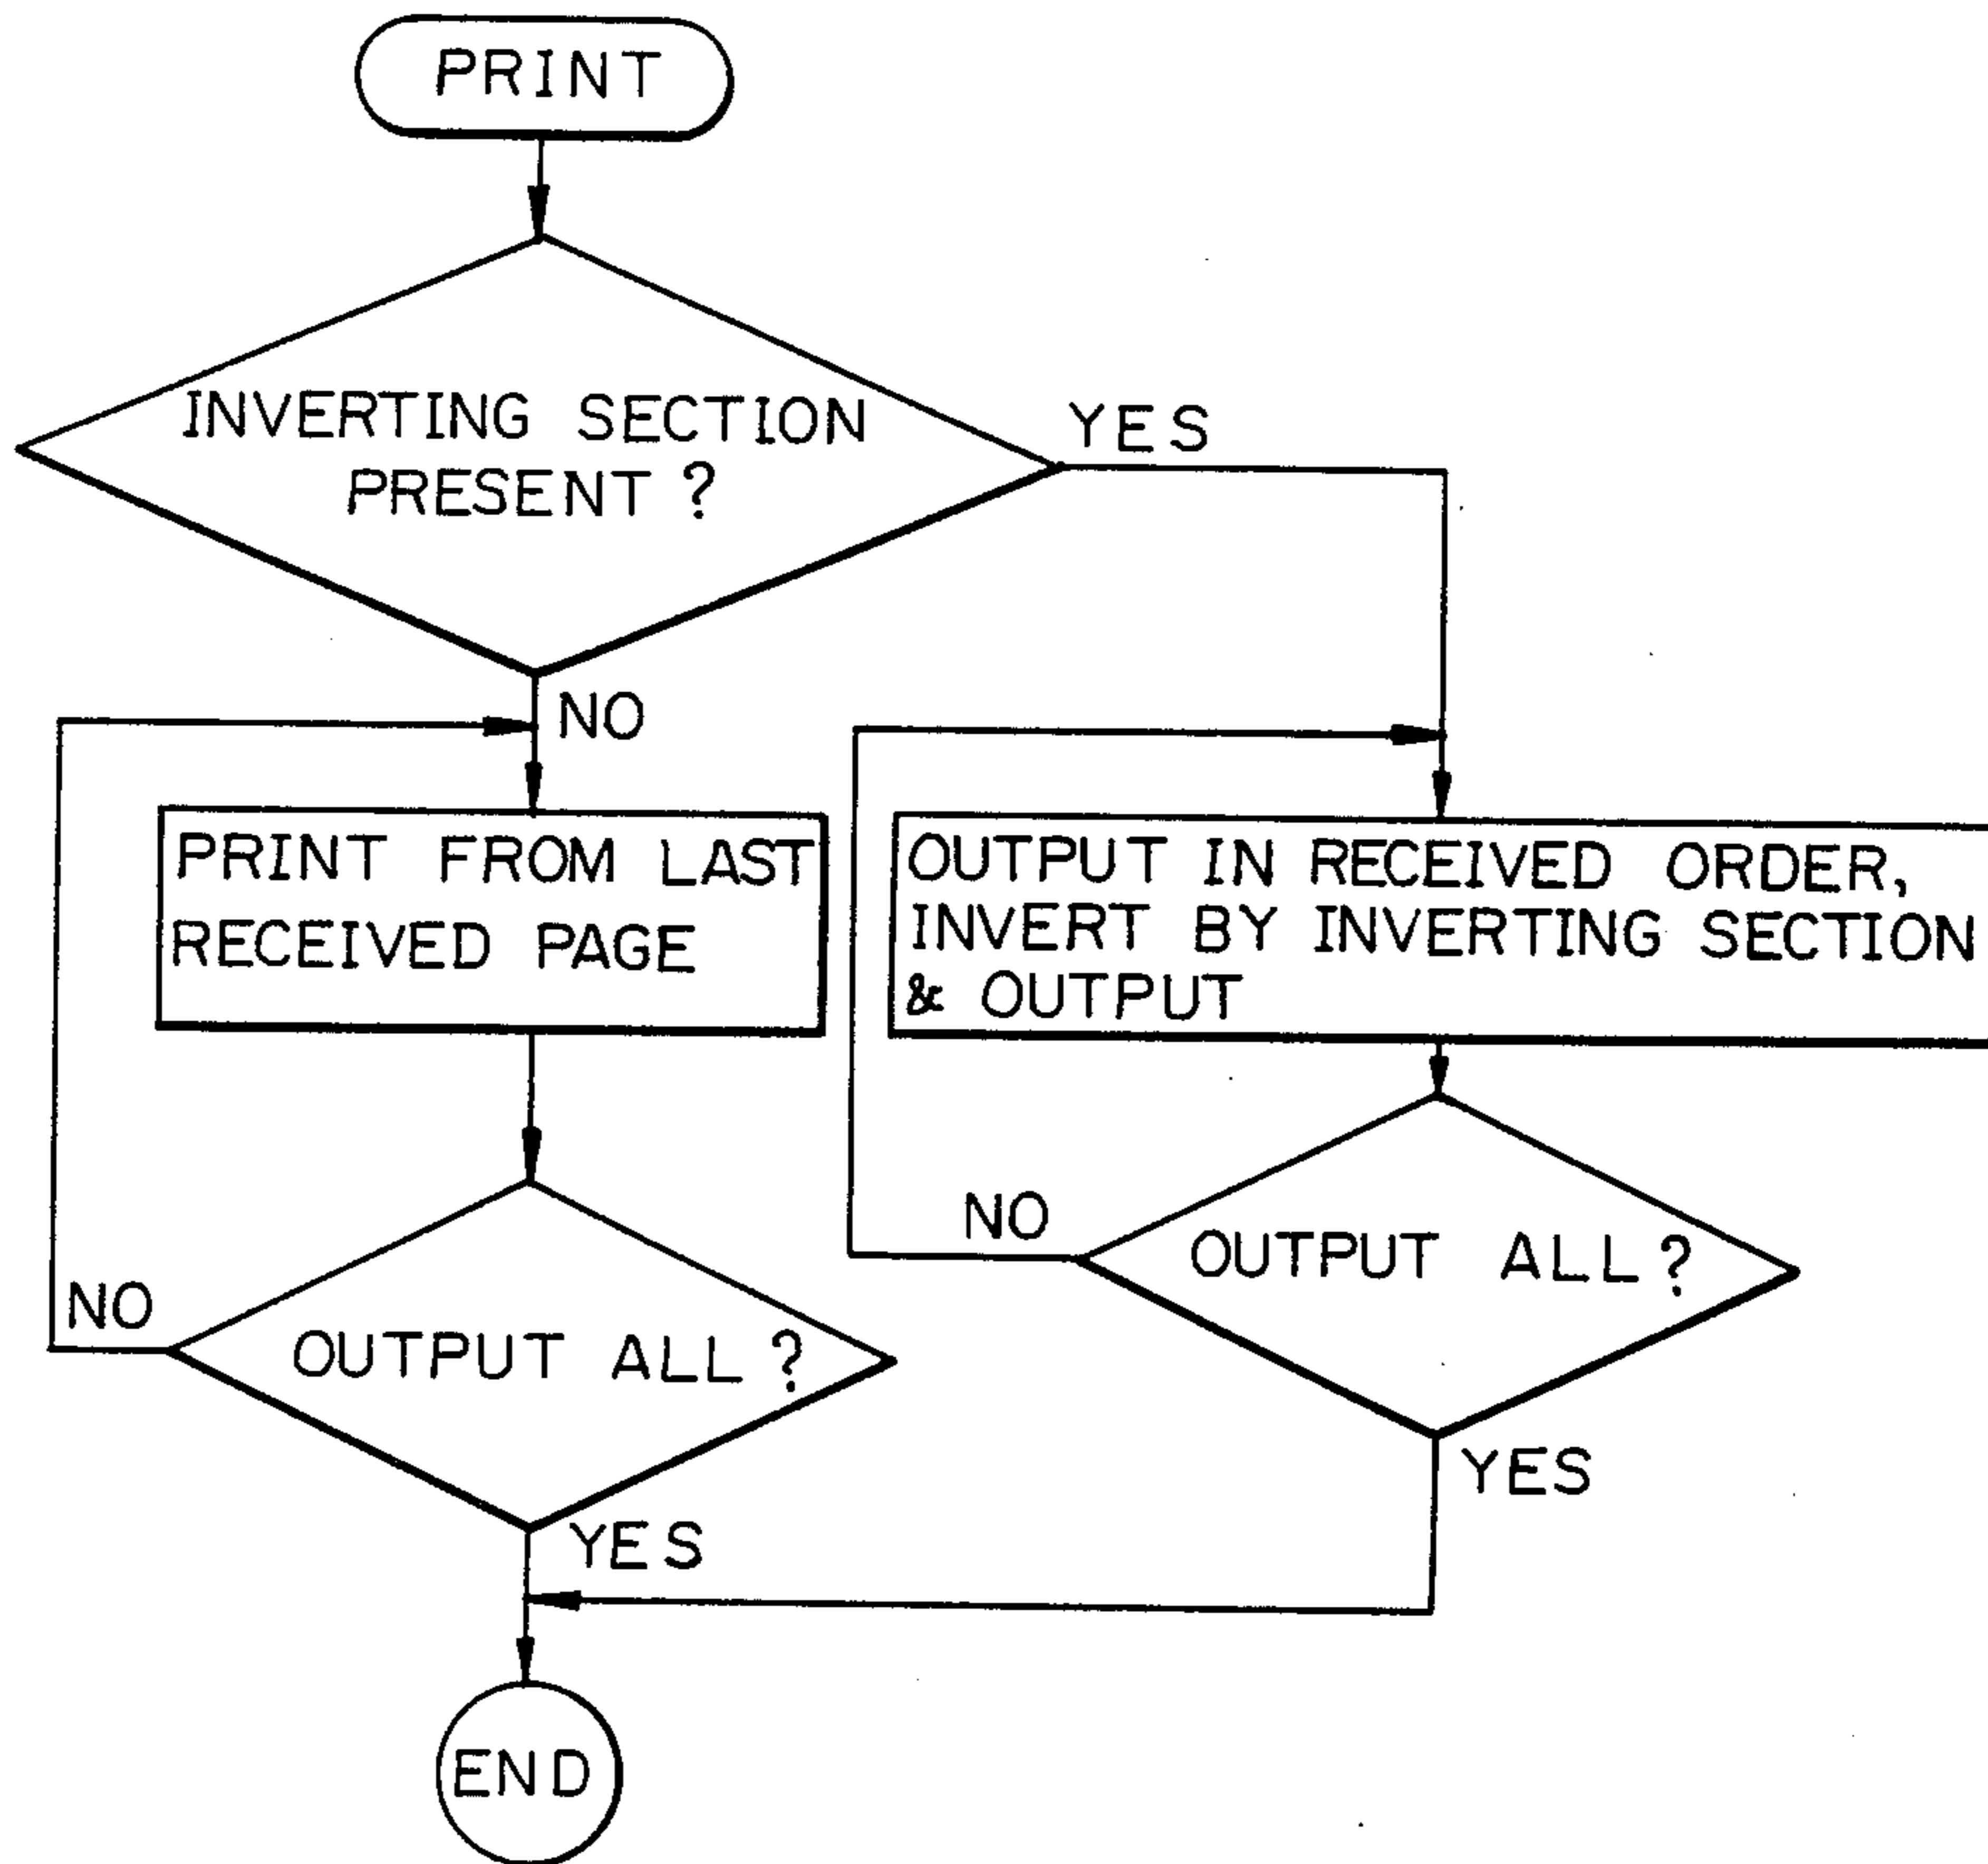 PRINT
INVERTING SECTION
PRESENT ?
YES
NO
PRINT FROM LAST
RECEIVED PAGE
OUTPUT IN RECEIVED ORDER,
INVERT BY INVERTING SECTION
& OUTPUT
NO
OUTPUT ALL ?
YES
NO
OUTPUT ALL ?
YES
END